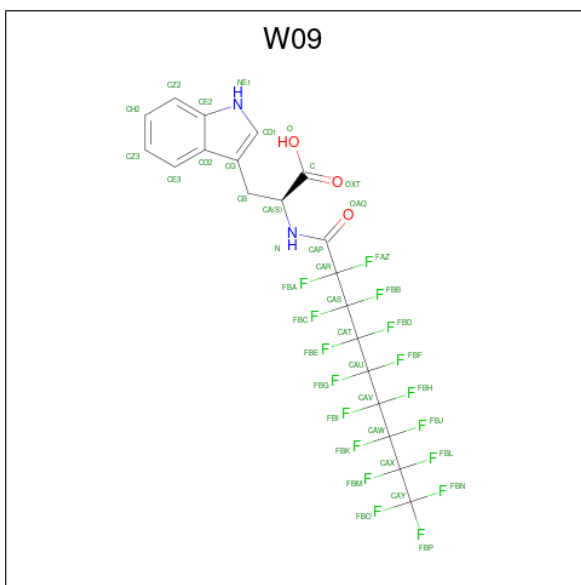 W09
NE1
CZ2
CE2
H
N
CH2
CD1
O
HO
CZ3
CD2
CG
C
CE3
O
OXT
CB
CA(S)
O
OAQ
N
H
N
CAP
CAR
F
FAZ
FBA
F
CAS
F
FBB
FBC
F
CAT
F
FBD
FBE
F
CAU
F
FBF
FBG
F
CAV
F
FBH
FBI
F
CAW
F
FBJ
FBK
F
CAX
F
FBL
FBM
F
CAY
F
FBN
FBO
F
F
FBP